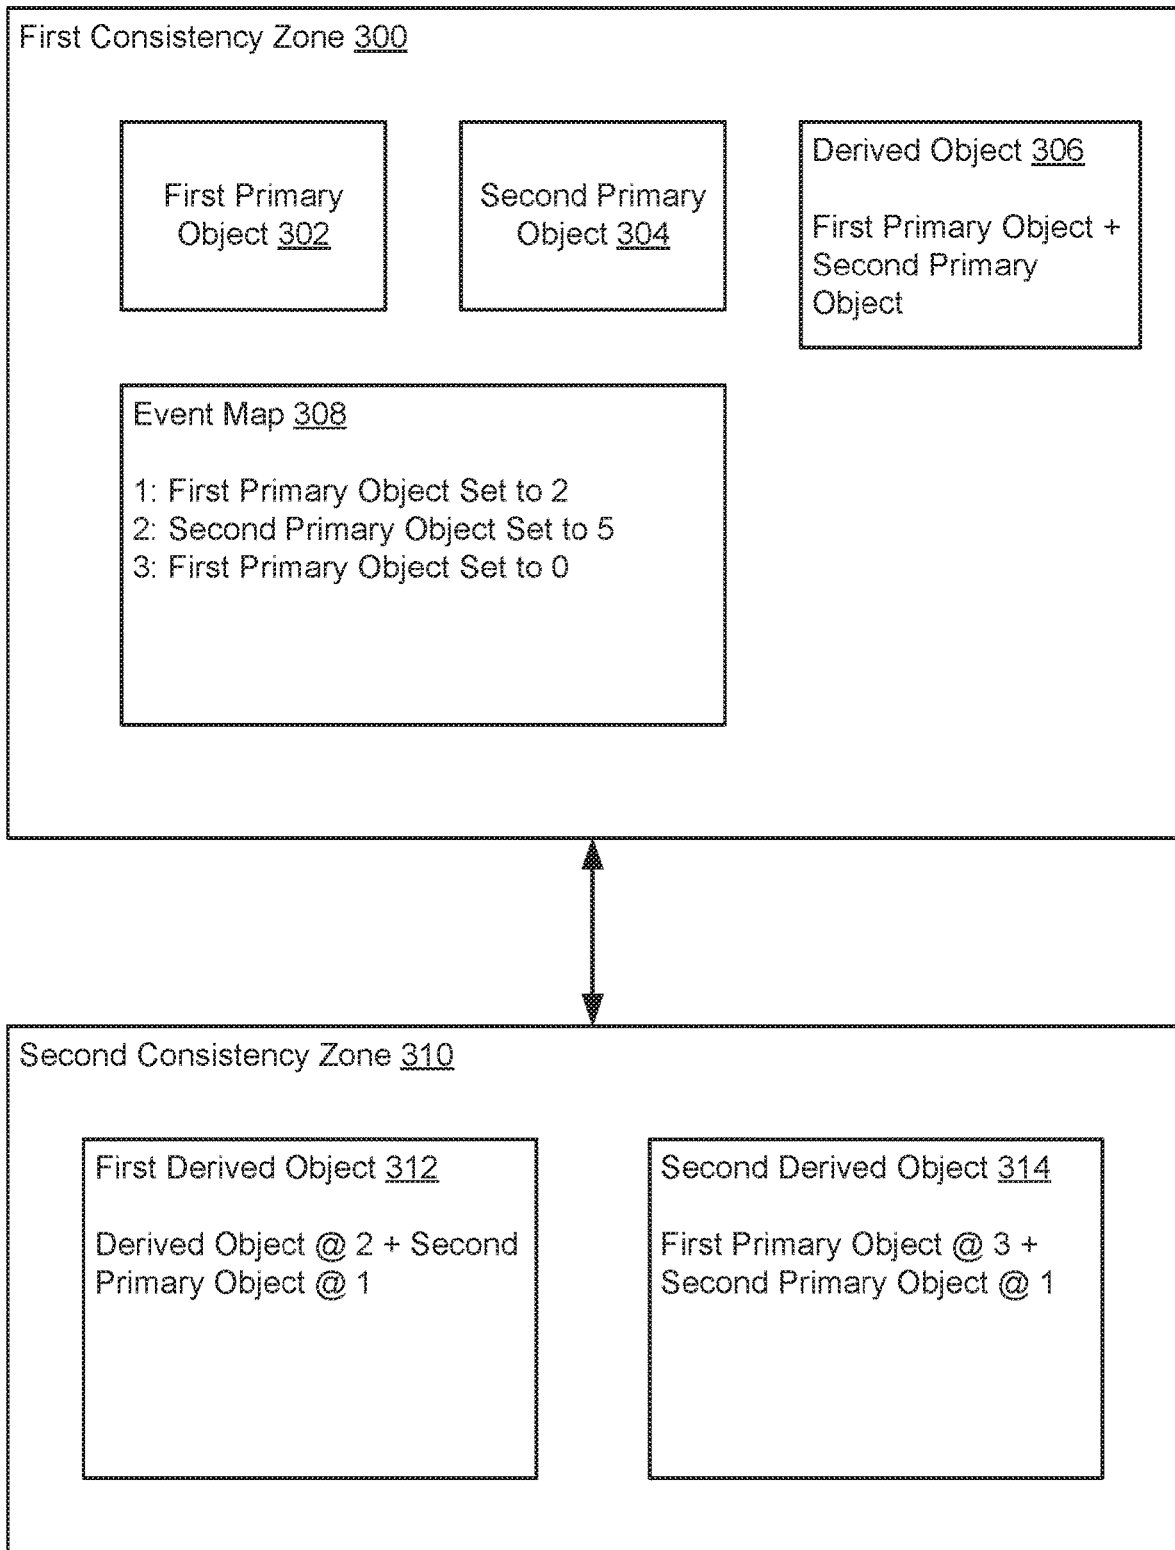 First Consistency Zone 300
First Primary
Object 302
Second Primary
Object 304
Derived Object 306
First Primary Object +
Second Primary
Object
Event Map 308
1: First Primary Object Set to 2
2: Second Primary Object Set to 5
3: First Primary Object Set to 0
Second Consistency Zone 310
First Derived Object 312
Derived Object @ 2 + Second
Primary Object @ 1
Second Derived Object 314
First Primary Object @ 3 +
Second Primary Object @ 1